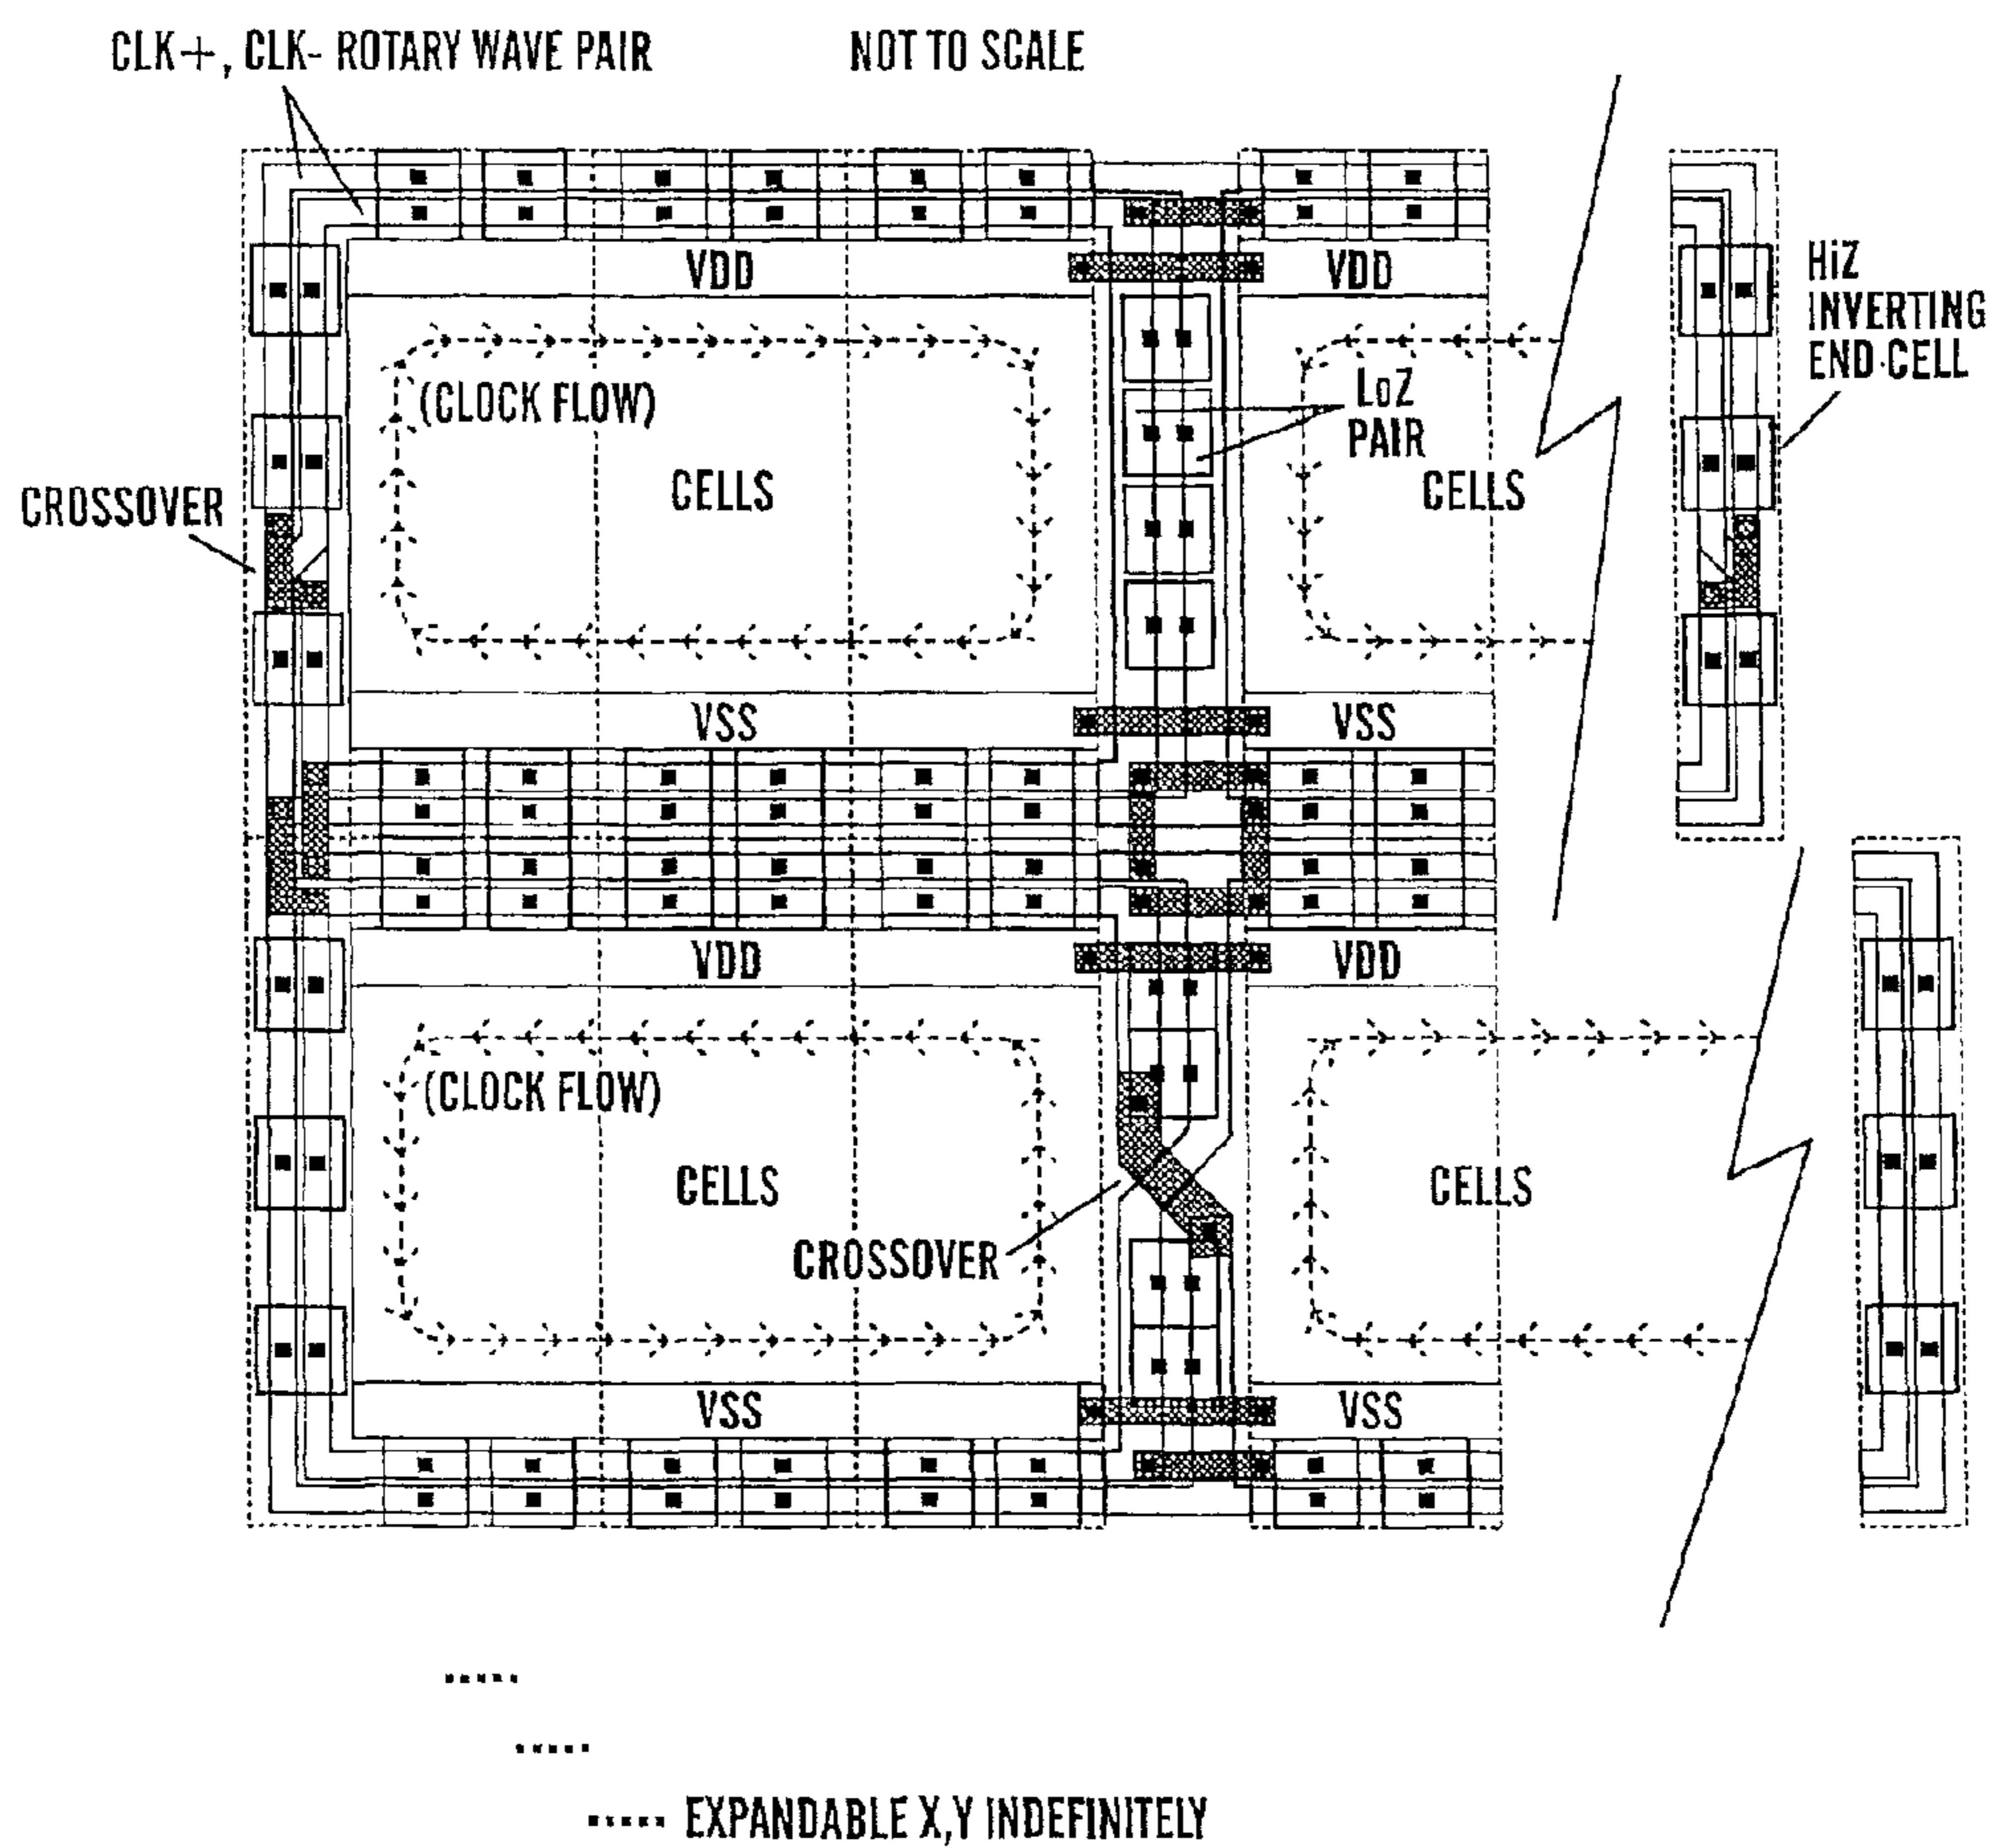 CLK+, CLK- ROTARY WAVE PAIR
NOT TO SCALE
VDD
VDD
HiZ
INVERTING
END-CELL
(CLOCK FLOW)
LoZ
PAIR
CELLS
CELLS
CROSSOVER
VSS
VSS
VDD
VDD
(CLOCK FLOW)
CELLS
CELLS
CROSSOVER
VSS
VSS
EXPANDABLE X,Y INDEFINITELY